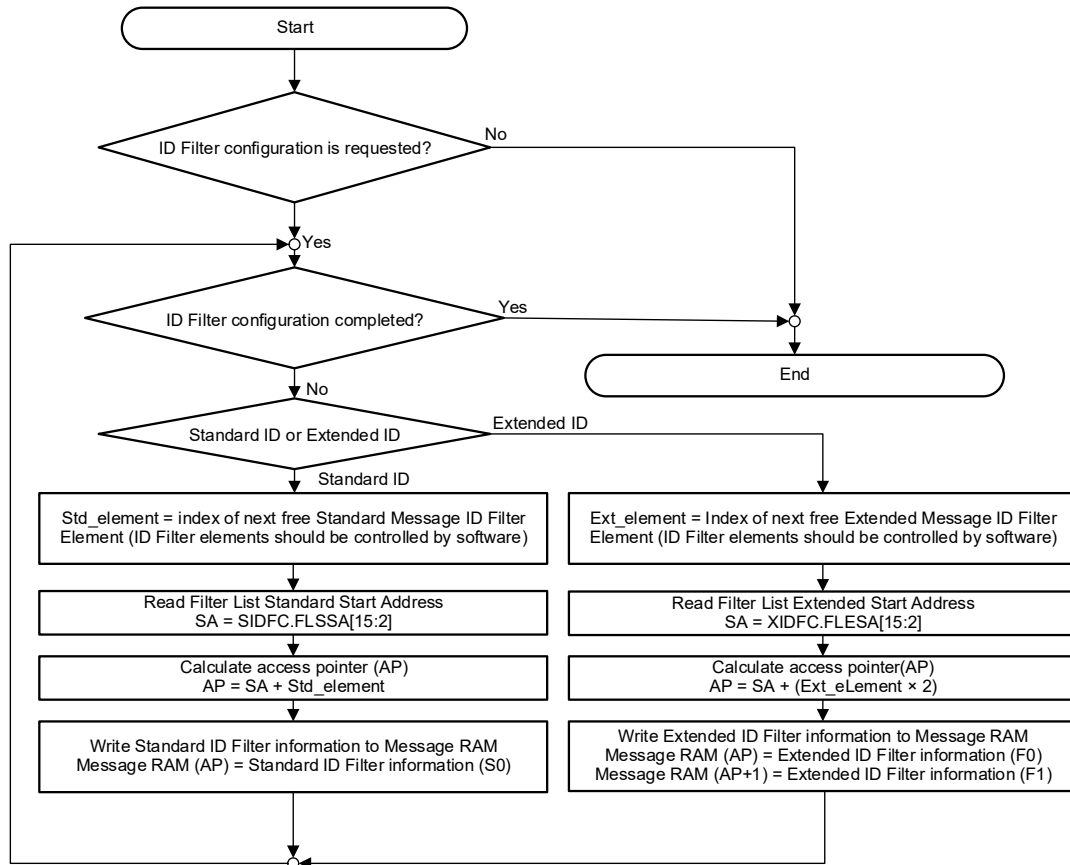 Start
ID Filter configuration is requested?
No
Yes
ID Filter configuration completed?
Yes
End
No
Standard ID or Extended ID
Extended ID
Standard ID
Std_element = index of next free Standard Message ID Filter
Element (ID Filter elements should be controlled by software)
Ext_element = Index of next free Extended Message ID Filter
Element (ID Filter elements should be controlled by software)
Read Filter List Standard Start Address
SA = SIDFC.FLSSA[15:2]
Read Filter List Extended Start Address
SA = XIDFC.FLESA[15:2]
Calculate access pointer (AP)
AP = SA + Std_element
Calculate access pointer(AP)
AP = SA + (Ext_eLement × 2)
Write Standard ID Filter information to Message RAM
Message RAM (AP) = Standard ID Filter information (S0)
Write Extended ID Filter information to Message RAM
Message RAM (AP) = Extended ID Filter information (F0)
Message RAM (AP+1) = Extended ID Filter information (F1)